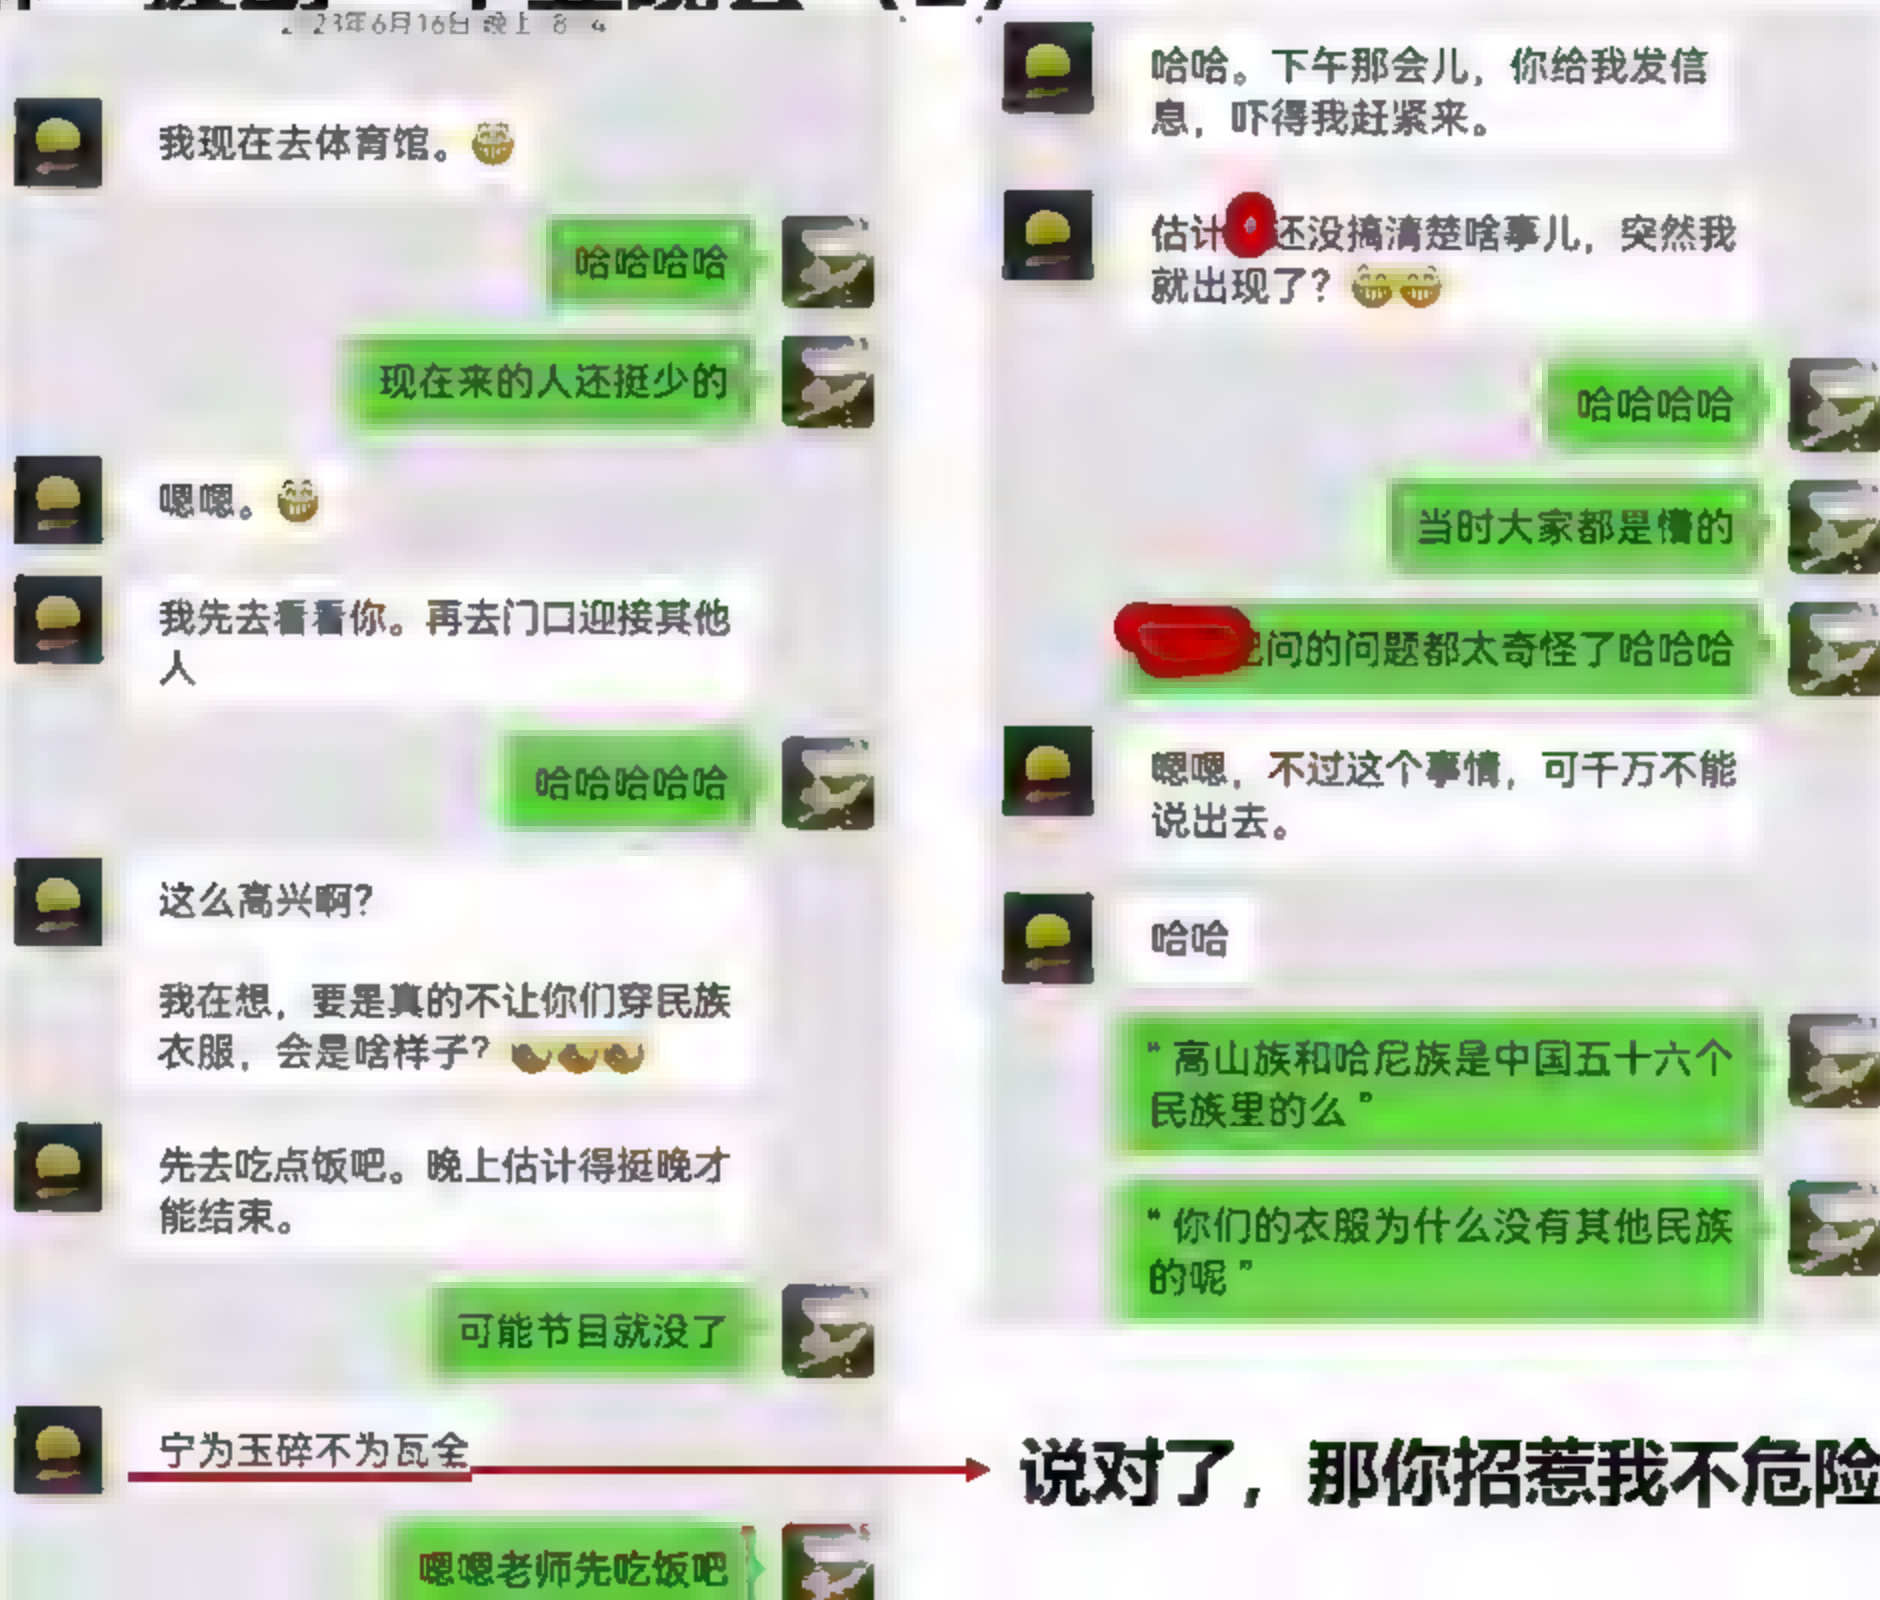 23年6月16日 晚上 8 4
我现在去体育馆。
哈哈哈哈
现在来的人还挺少的
嗯嗯。
我先去看看你。再去门口迎接其他
人
哈哈哈哈哈
这么高兴啊？
我在想，要是真的不让你们穿民族
衣服，会是啥样子？
先去吃点饭吧。晚上估计得挺晚才
能结束。
可能节目就没了
宁为玉碎不为瓦全
嗯嗯老师先吃饭吧
哈哈。下午那会儿，你给我发信
息，吓得我赶紧来。
估计还没搞清楚啥事儿，突然我
就出现了？
哈哈哈哈
当时大家都是懵的
问的问题都太奇怪了哈哈哈
嗯嗯，不过这个事情，可千万不能
说出去。
哈哈
“高山族和哈尼族是中国五十六个
民族里的么”
“你们的衣服为什么没有其他民族
的呢”
说对了，那你招惹我不危险